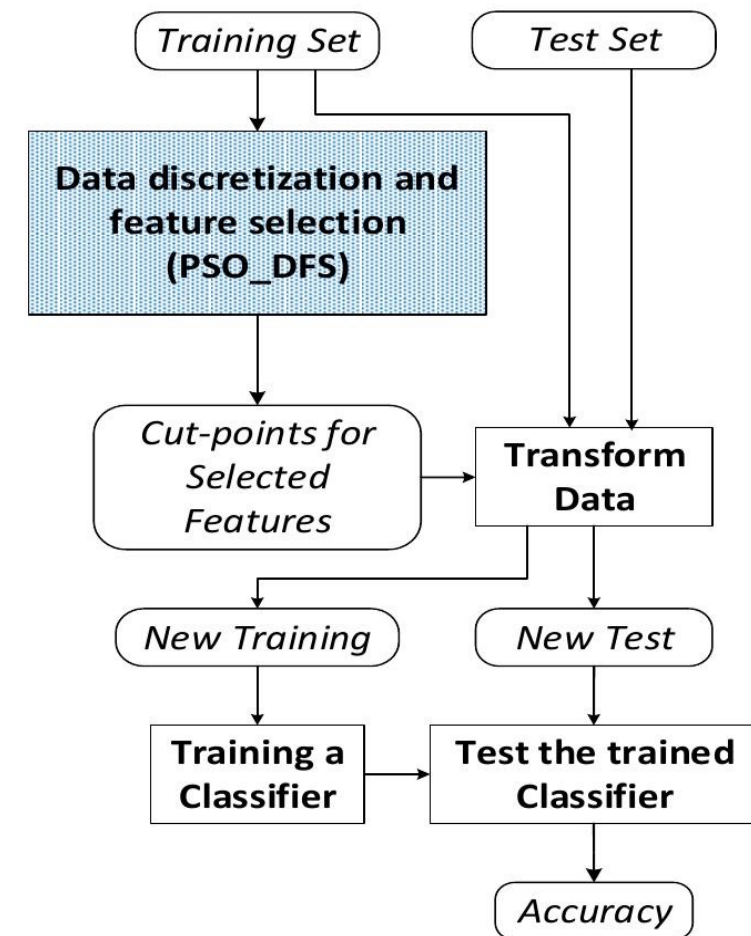 Training Set
Test Set
Data discretization and
feature selection
(PSO_DFS)
Cut-points for
Selected
Features
Transform
Data
New Training
New Test
Training a
Classifier
Test the trained
Classifier
Accuracy